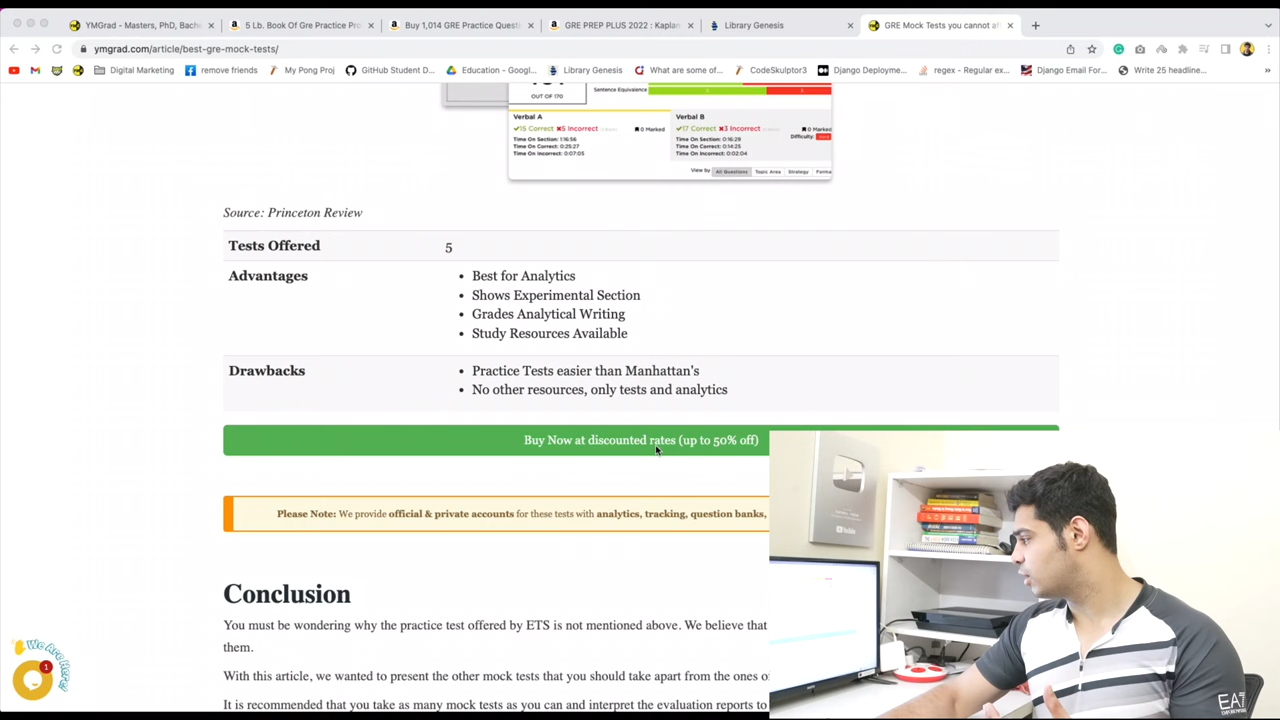 YMGrad - Masters, PhD, Bache
5 Lb. Book Of Gre Practice Pro
Buy 1,014 GRE Practice Questi
GRE PREP PLUS 2022 : Kaplan
Library Genesis
GRE Mock Tests you cannot af
ymgrad.com/article/best-gre-mock-tests/
Digital Marketing
remove friends
My Pong Proj
GitHub Student D...
Education - Googl...
Library Genesis
What are some of...
CodeSkulptor3
Django Deployme...
regex - Regular ex...
Django Email For...
Write 25 headline...
OUT OF 170
Sentence Equivalence
Verbal A
15 Correct 5 Incorrect
0 Marked
Time On Section: 1:16:56
Time On Correct: 0:25:27
Time On Incorrect: 0:07:05
Verbal B
17 Correct 3 Incorrect
0 Marked
Difficulty
Time On Section: 0:16:29
Time On Correct: 0:14:25
Time On Incorrect: 0:02:04
View by All Questions Topic Area Strategy Forma
Source: Princeton Review
Tests Offered 5
Advantages
• Best for Analytics
• Shows Experimental Section
• Grades Analytical Writing
• Study Resources Available
Drawbacks
• Practice Tests easier than Manhattan's
• No other resources, only tests and analytics
Buy Now at discounted rates (up to 50% off)
Please Note: We provide official & private accounts for these tests with analytics, tracking, question banks,
Conclusion
You must be wondering why the practice test offered by ETS is not mentioned above. We believe that
them.
With this article, we wanted to present the other mock tests that you should take apart from the ones o
It is recommended that you take as many mock tests as you can and interpret the evaluation reports to
We Are Here!
1
YouTube
EA7